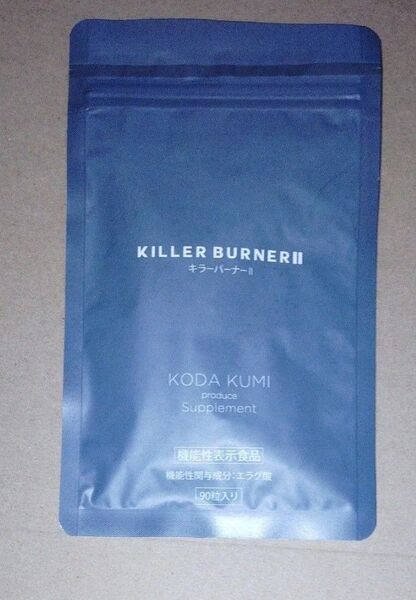 KILLER BURNERⅡ
キラーバーナーⅡ
KODA KUMI
produce
Supplement
機能性表示食品
機能性関与成分:エラグ酸
90粒入り